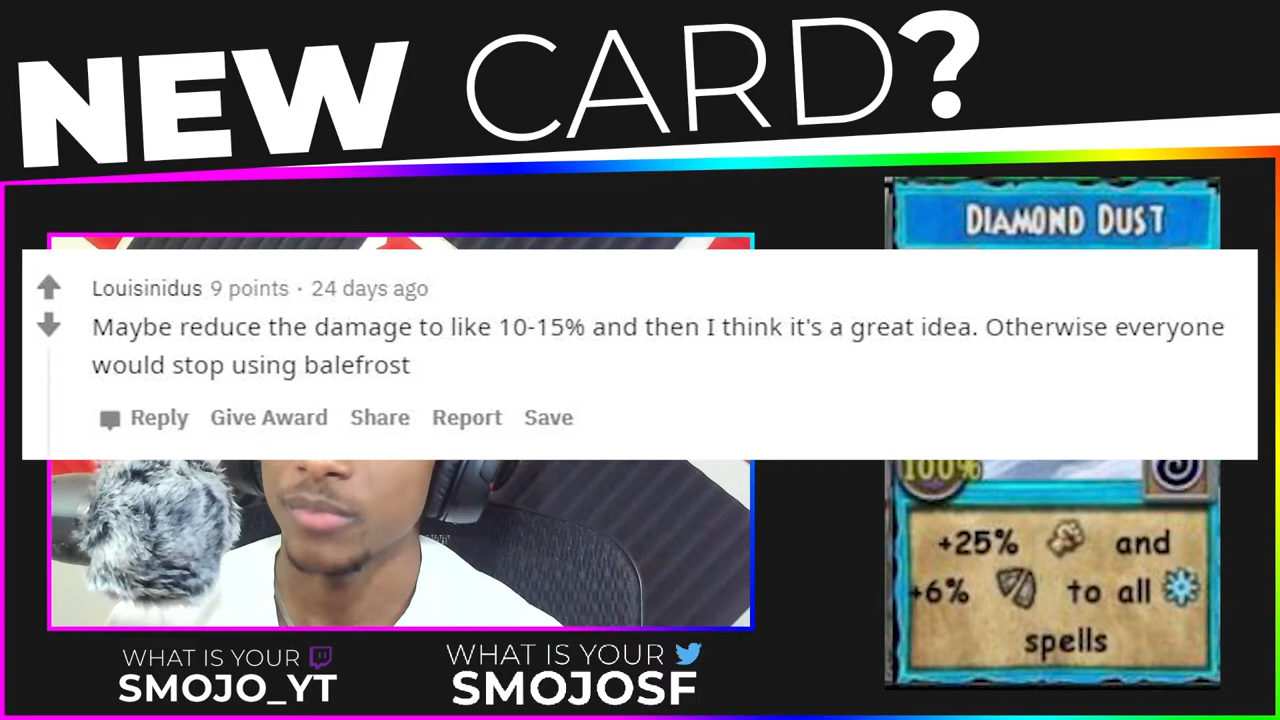 NEW CARD?
DIAMOND DUST
Louisinidus 9 points · 24 days ago
Maybe reduce the damage to like 10-15% and then I think it's a great idea. Otherwise everyone
would stop using balefrost
Reply Give Award Share Report Save
100%
+25% and
+6% to all
spells
WHAT IS YOUR
SMOJO_YT
WHAT IS YOUR
SMOJOSF